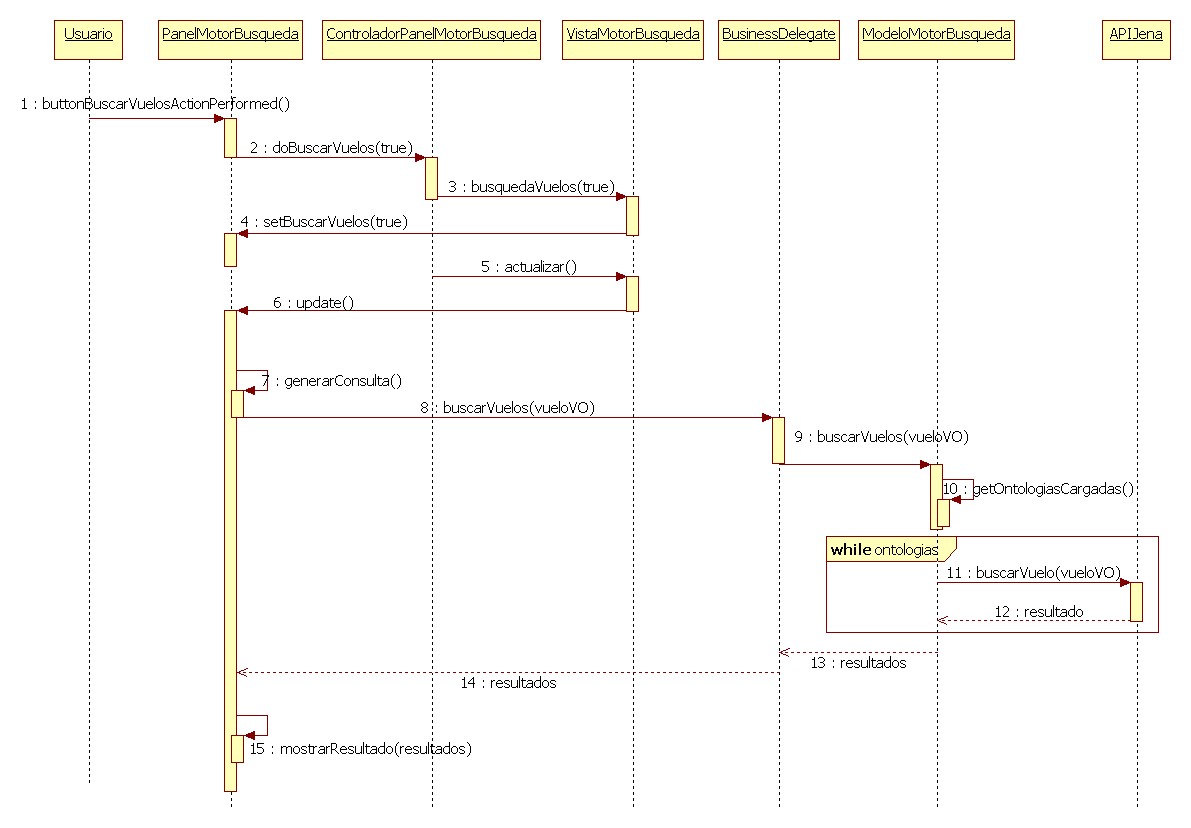 Usuario
PanelMotorBusqueda
ControladorPanelMotorBusqueda
VistaMotorBusqueda
BusinessDelegate
ModeloMotorBusqueda
APIJena
1 : buttonBuscarVuelosActionPerformed()
2 : doBuscarVuelos(true)
3 : busquedaVuelos(true)
4 : setBuscarVuelos(true)
5 : actualizar()
6 : update()
7 : generarConsulta()
8 : buscarVuelos(vueloVO)
9 : buscarVuelos(vueloVO)
10 : getOntologiasCargadas()
while ontologias
11 : buscarVuelo(vueloVO)
12 : resultado
13 : resultados
14 : resultados
15 : mostrarResultado(resultados)